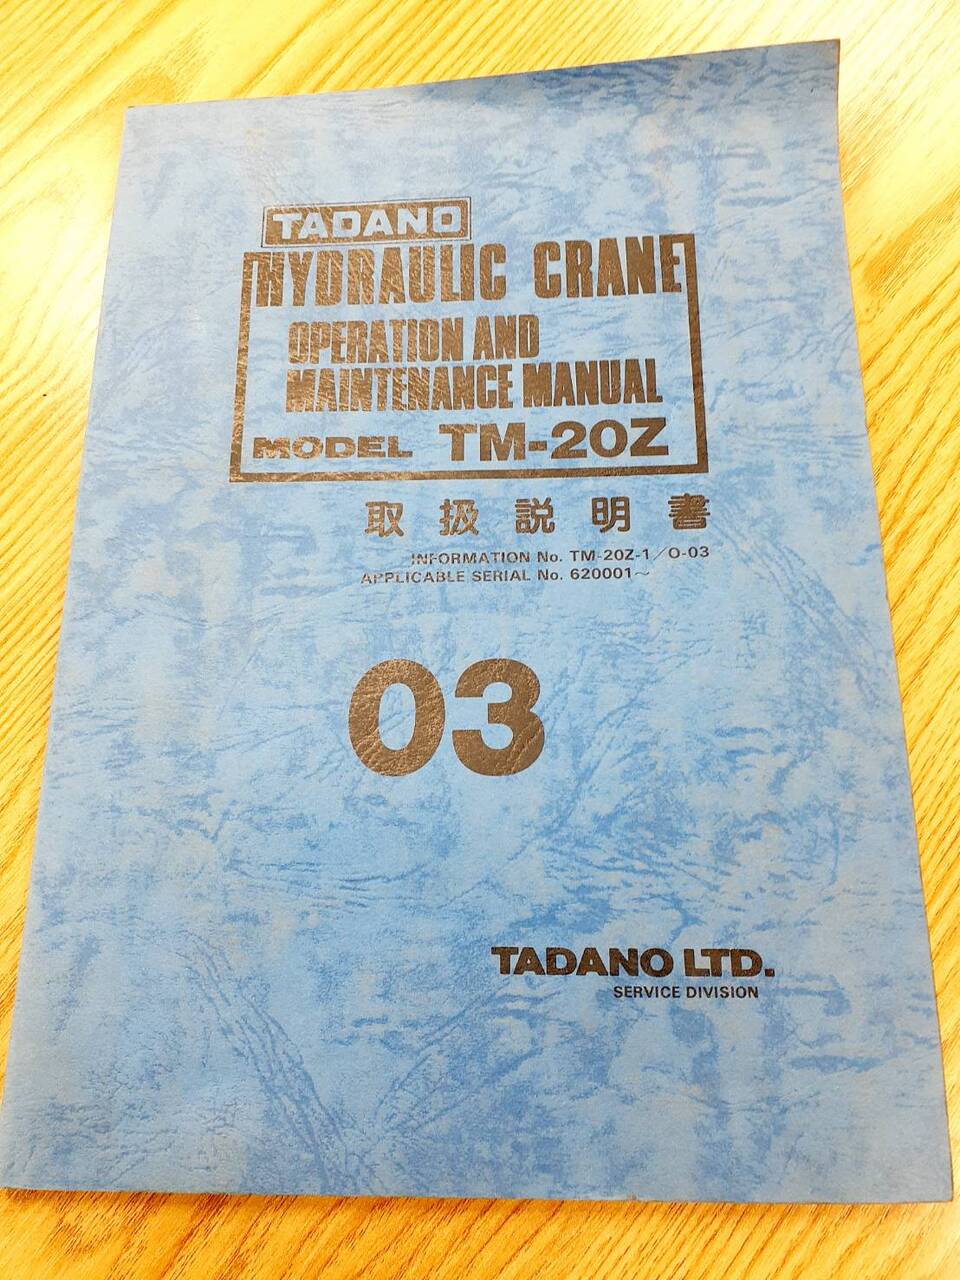 TADANO
HYDRAULIC CRANE
OPERATION AND
MAINTENANCE MANUAL
MODEL TM-20Z
取扱説明書
INFORMATION No. TM-20Z-1/O-03
APPLICABLE SERIAL No. 620001~
03
TADANO LTD.
SERVICE DIVISION